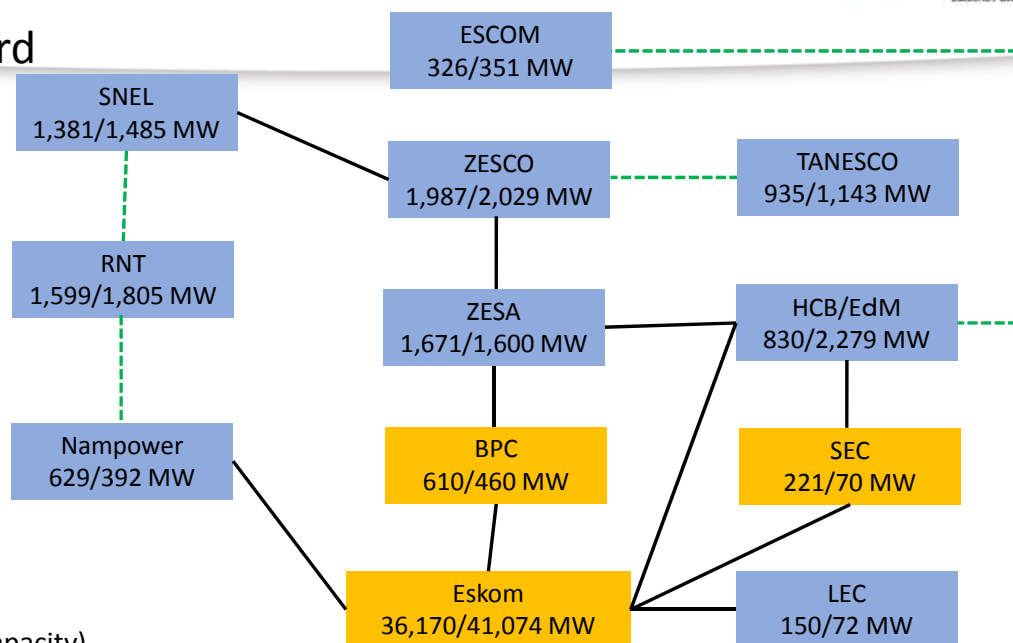 rd
ESCOM
326/351 MW
SNEL
1,381/1,485 MW
ZESCO
1,987/2,029 MW
TANESCO
935/1,143 MW
RNT
1,599/1,805 MW
ZESA
1,671/1,600 MW
HCB/EdM
830/2,279 MW
Nampower
629/392 MW
BPC
610/460 MW
SEC
221/70 MW
Eskom
36,170/41,074 MW
LEC
150/72 MW
pacity)